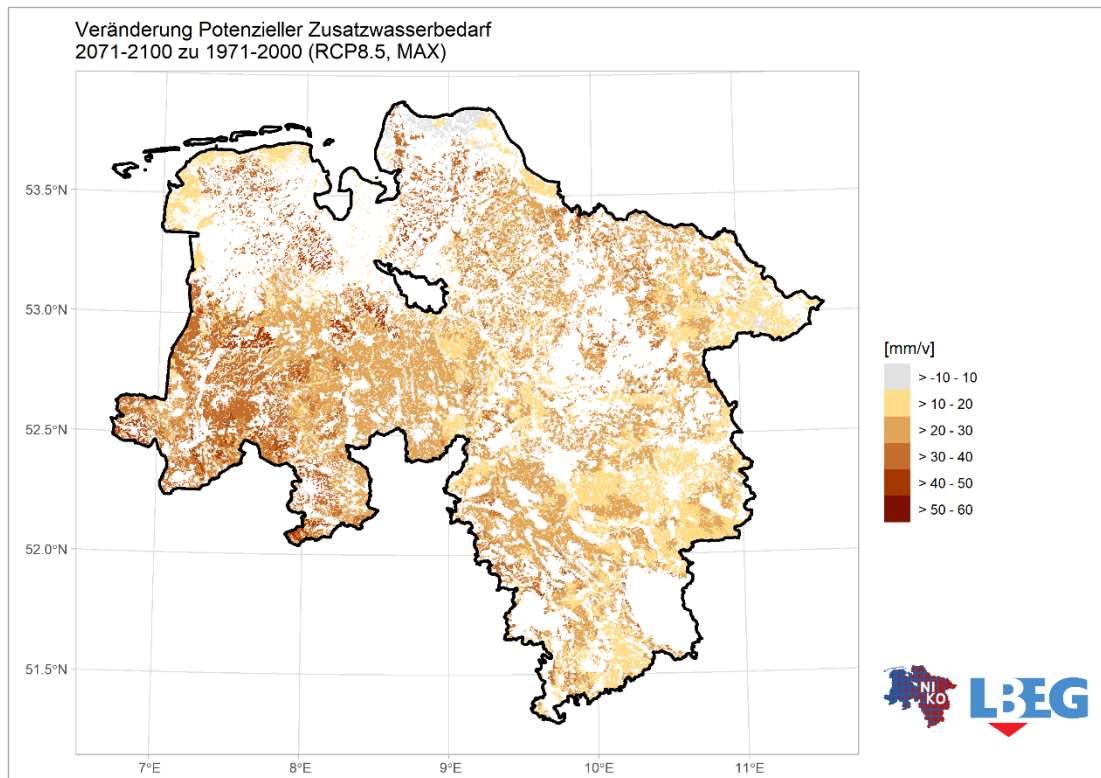 Veränderung Potenzieller Zusatzwasserbedarf
2071-2100 zu 1971-2000 (RCP8.5, MAX)
53.5°N
53.0°N
52.5°N
52.0°N
51.5°N
7°E 8°E 9°E 10°E 11°E
[mm/v]
> -10 - 10
> 10 - 20
> 20 - 30
> 30 - 40
> 40 - 50
> 50 - 60
NI
KO
LBEG